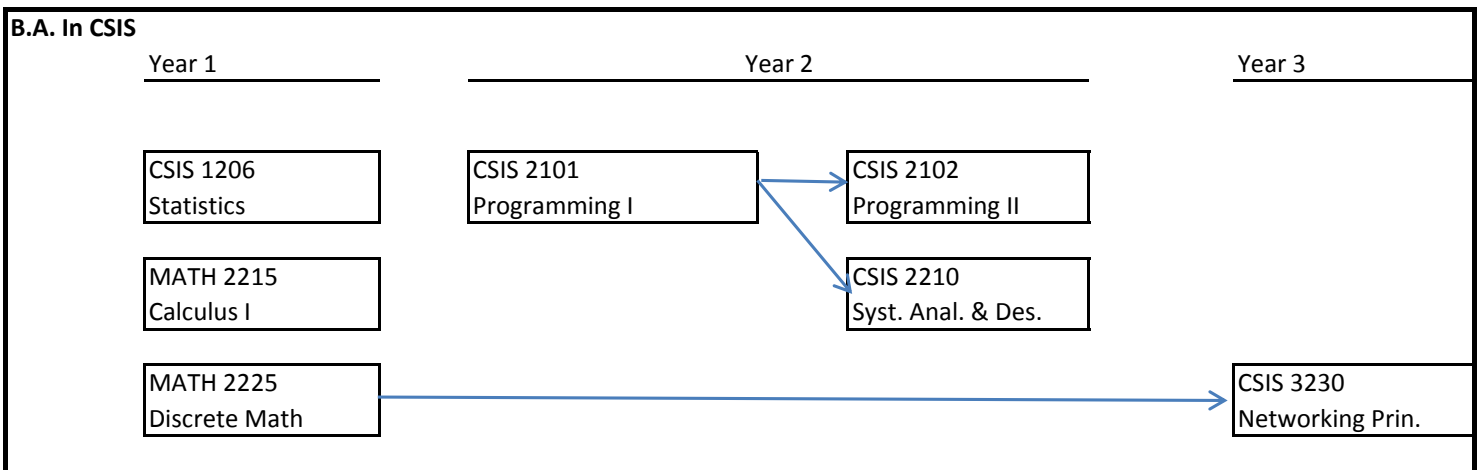 B.A. In CSIS
Year 1
Year 2
Year 3
CSIS 1206
Statistics
CSIS 2101
Programming I
CSIS 2102
Programming II
MATH 2215
Calculus I
CSIS 2210
Syst. Anal. & Des.
MATH 2225
Discrete Math
CSIS 3230
Networking Prin.